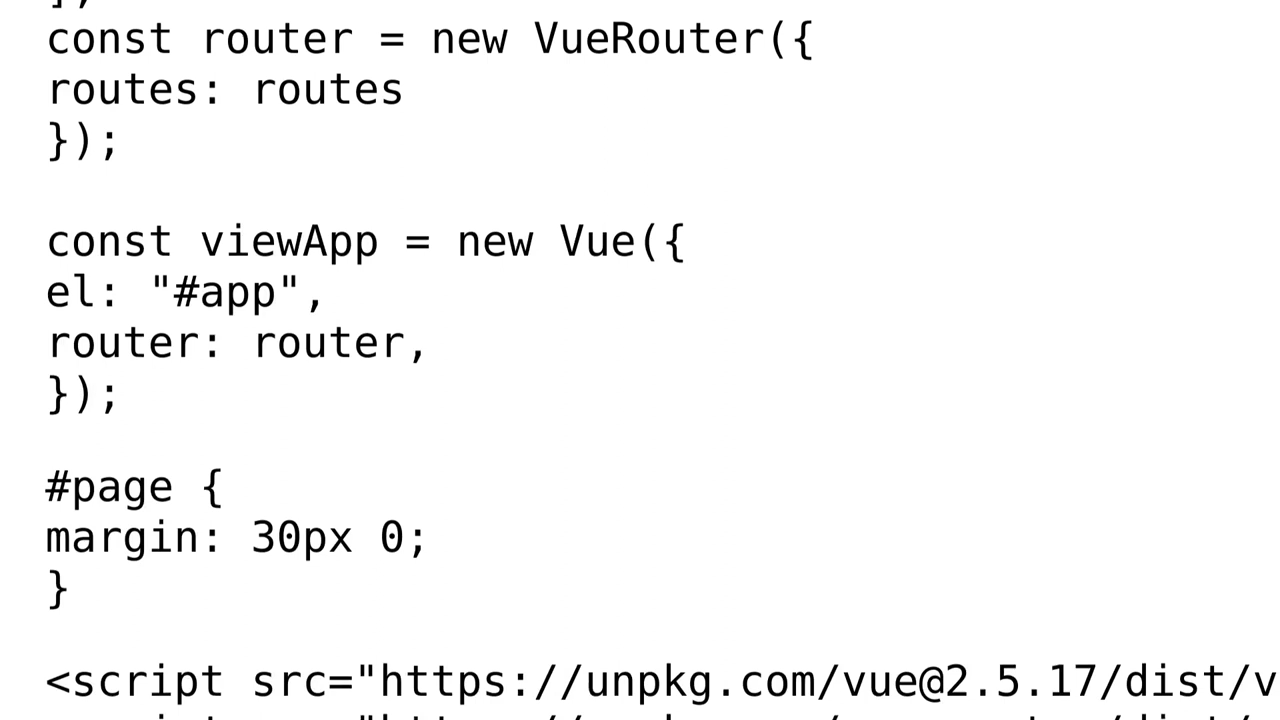 const router = new VueRouter({
routes: routes
});
const viewApp = new Vue({
el: "#app",
router: router,
});
#page {
margin: 30px 0;
}
<script src="https://unpkg.com/vue@2.5.17/dist/v